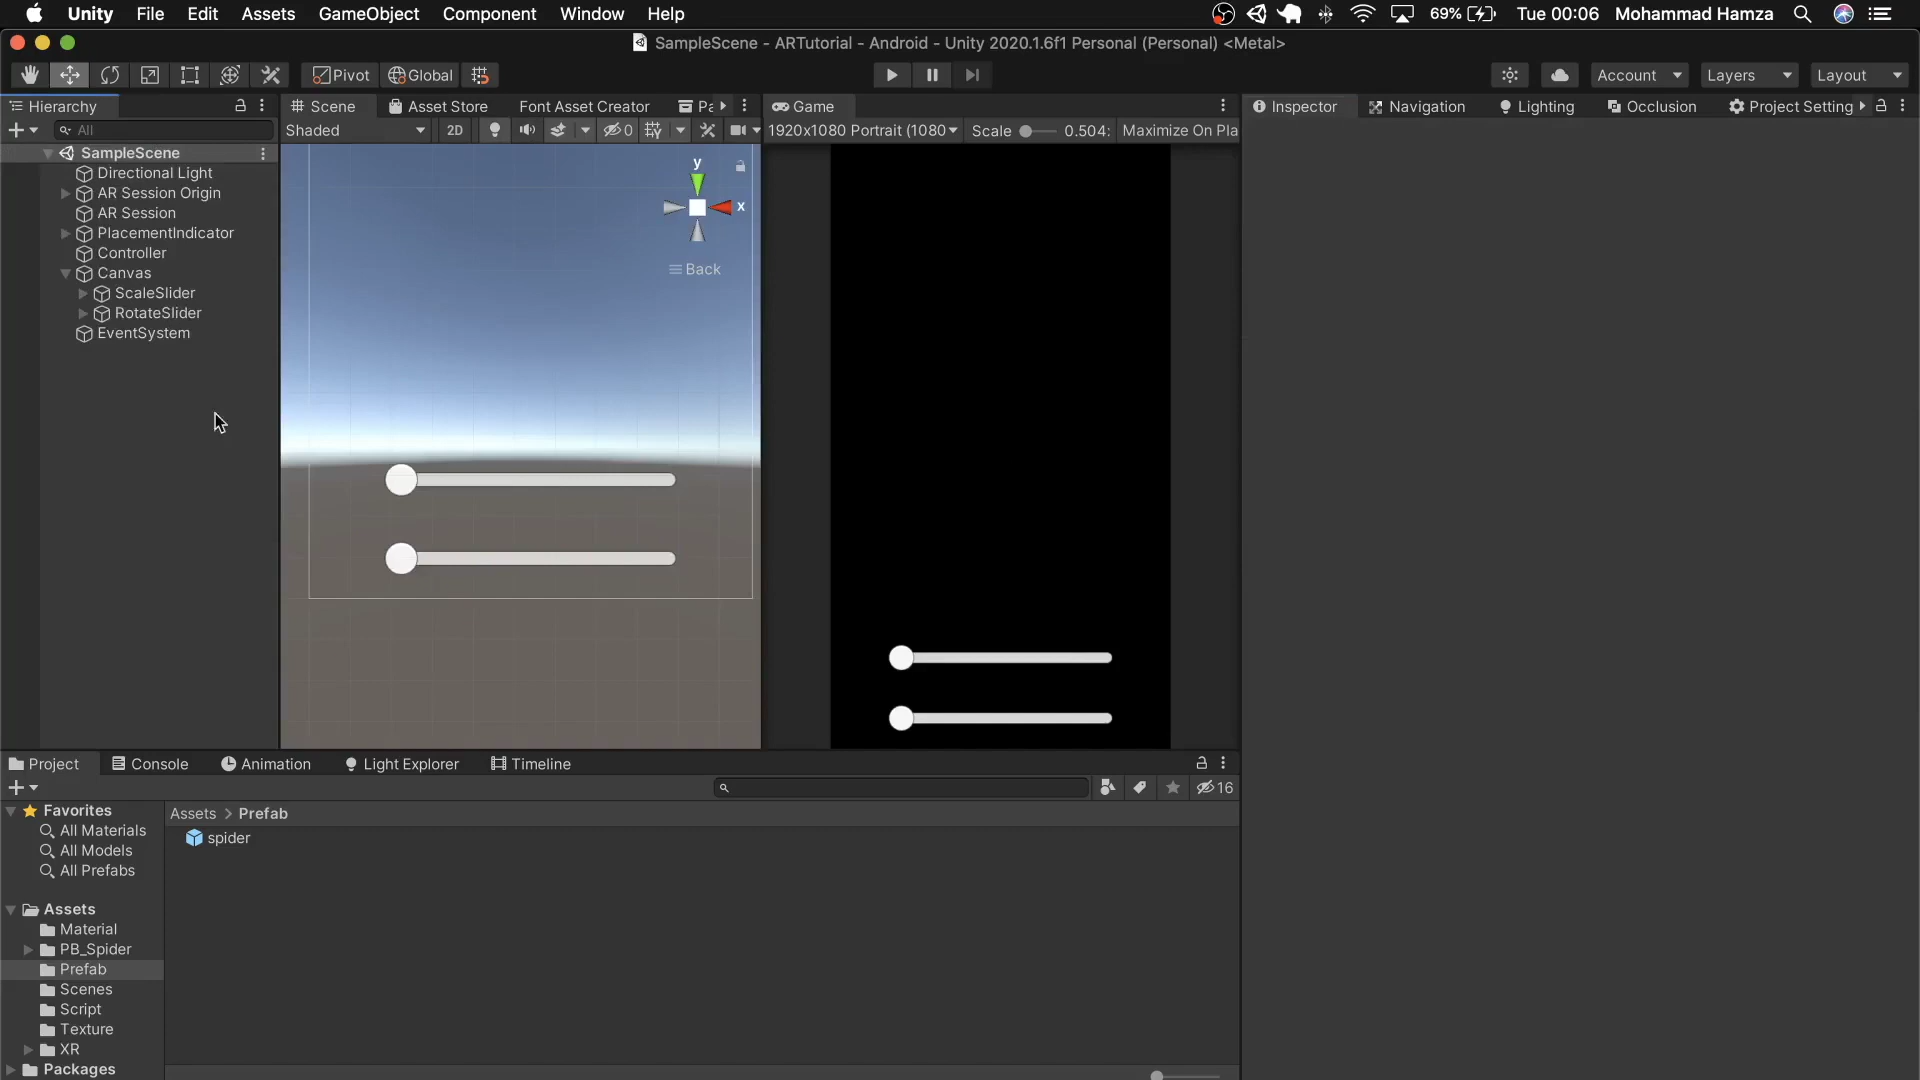 Unity File Edit Assets GameObject Component Window Help 69% Tue 00:06 Mohammad Hamza
SampleScene - ARTutorial - Android - Unity 2020.1.6f1 Personal (Personal) <Metal>
Pivot Global Account Layers Layout
Hierarchy Scene Asset Store Font Asset Creator Game Inspector Navigation Lighting Occlusion Project Setting
All Shaded 2D 0 1920x1080 Portrait (1080 Scale 0.504: Maximize On Pla
SampleScene
Directional Light
AR Session Origin
AR Session
PlacementIndicator
Controller
Canvas
ScaleSlider
RotateSlider
EventSystem
y
x
Back
Project Console Animation Light Explorer Timeline
16
Favorites
All Materials
All Models
All Prefabs
Assets
Material
PB_Spider
Prefab
Scenes
Script
Texture
XR
Packages
Assets > Prefab
spider